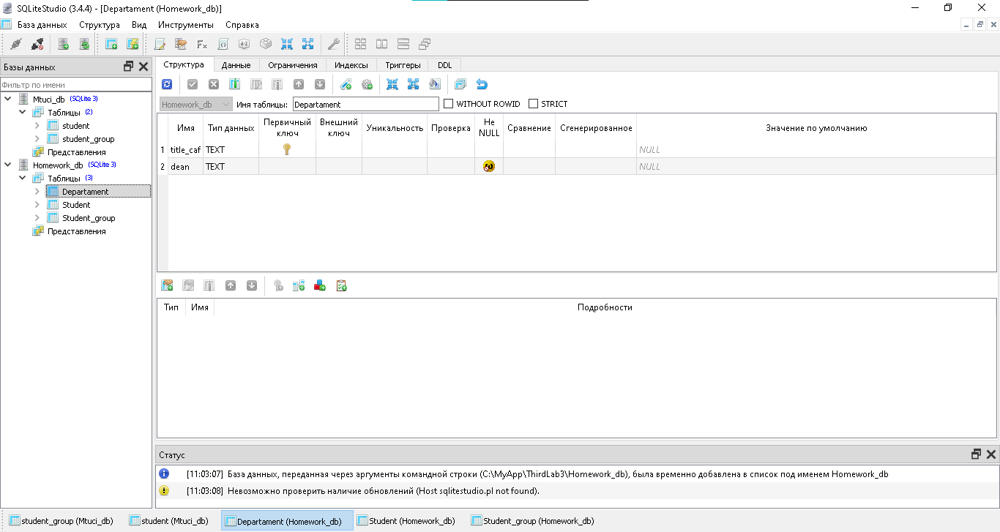 SQLiteStudio (3.4.4) - [Departament (Homework_db)]
База данных Структура Вид Инструменты Справка
Базы данных
Фильтр по имени
Mtuci_db (SQLite 3)
Таблицы (2)
student
student_group
Представления
Homework_db (SQLite 3)
Таблицы (3)
Departament
Student
Student_group
Представления
Структура Данные Ограничения Индексы Триггеры DDL
Homework_db Имя таблицы: Departament WITHOUT ROWID STRICT
Имя Тип данных Первичный ключ Внешний ключ Уникальность Проверка Не NULL Сравнение Сгенерированное Значение по умолчанию
1 title_caf TEXT NULL
2 dean TEXT NULL
Тип Имя Подробности
Статус
[11:03:07] База данных, переданная через аргументы командной строки (C:\MyApp\ThirdLab3\Homework_db), была временно добавлена в список под именем Homework_db
[11:03:08] Невозможно проверить наличие обновлений (Host sqlitestudio.pl not found).
student_group (Mtuci_db) student (Mtuci_db) Departament (Homework_db) Student (Homework_db) Student_group (Homework_db)